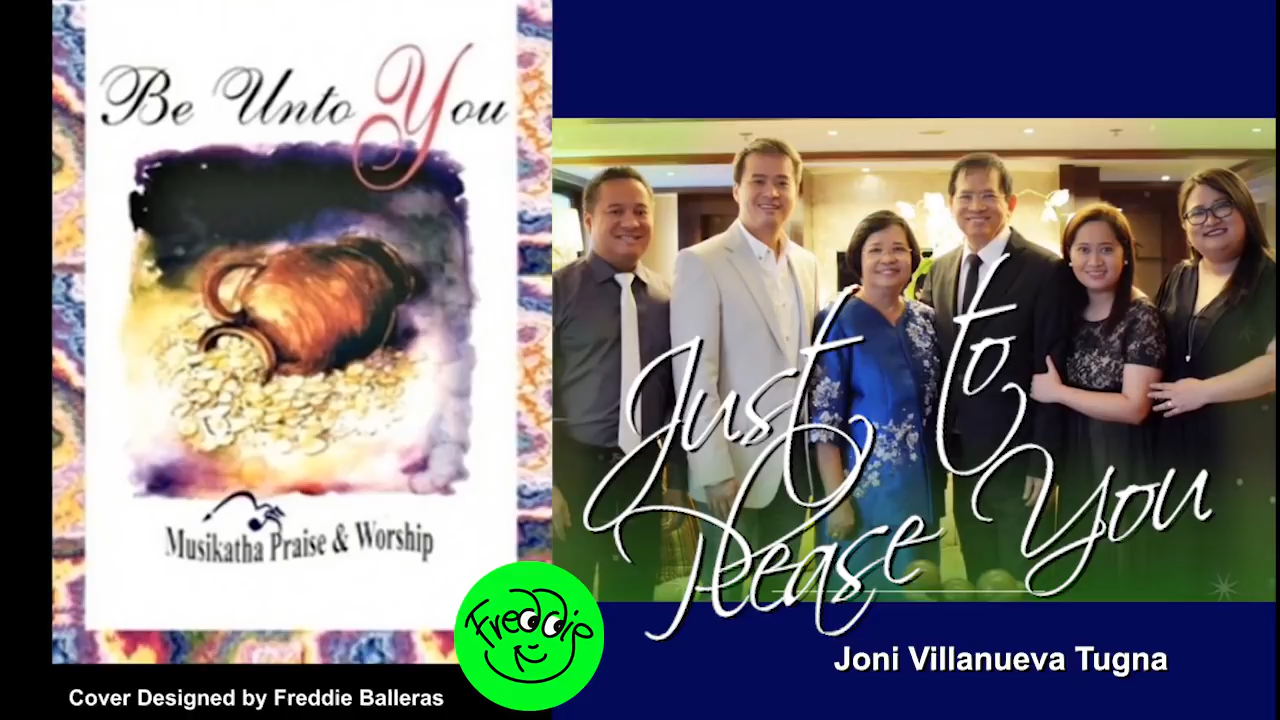 Be Unto You
Musikatha Praise & Worship
Freddie
Cover Designed by Freddie Balleras
Just to
Please You
Joni Villanueva Tugna